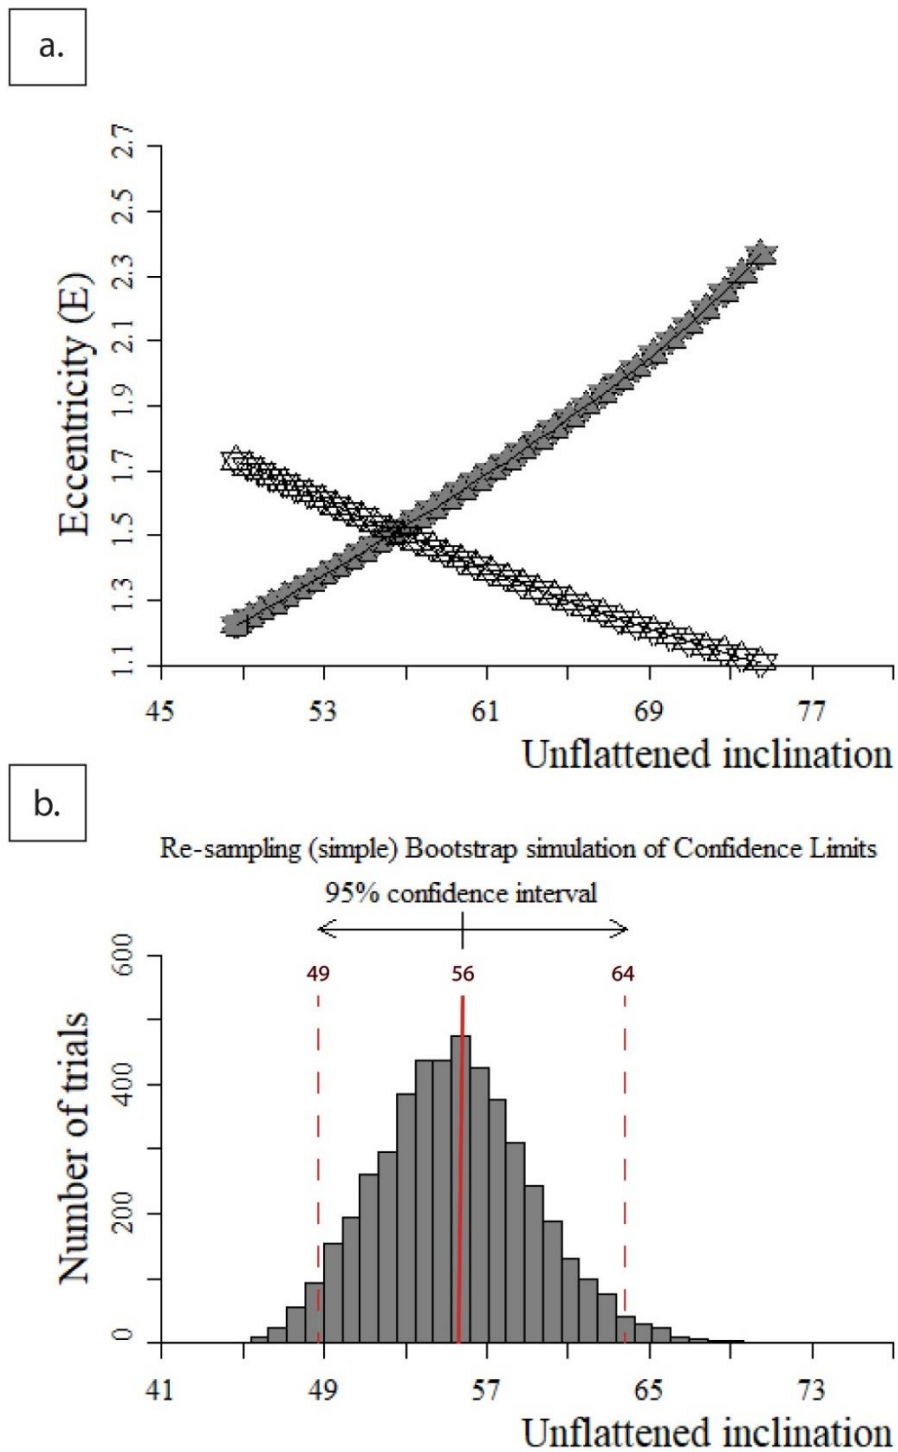 a.
2.7
2.5
2.3
2.1
1.9
1.7
1.5
1.3
1.1
Eccentricity (E)
45 53 61 69 77
Unflattened inclination
b.
Re-sampling (simple) Bootstrap simulation of Confidence Limits
95% confidence interval
49 56 64
600
400
200
0
Number of trials
41 49 57 65 73
Unflattened inclination